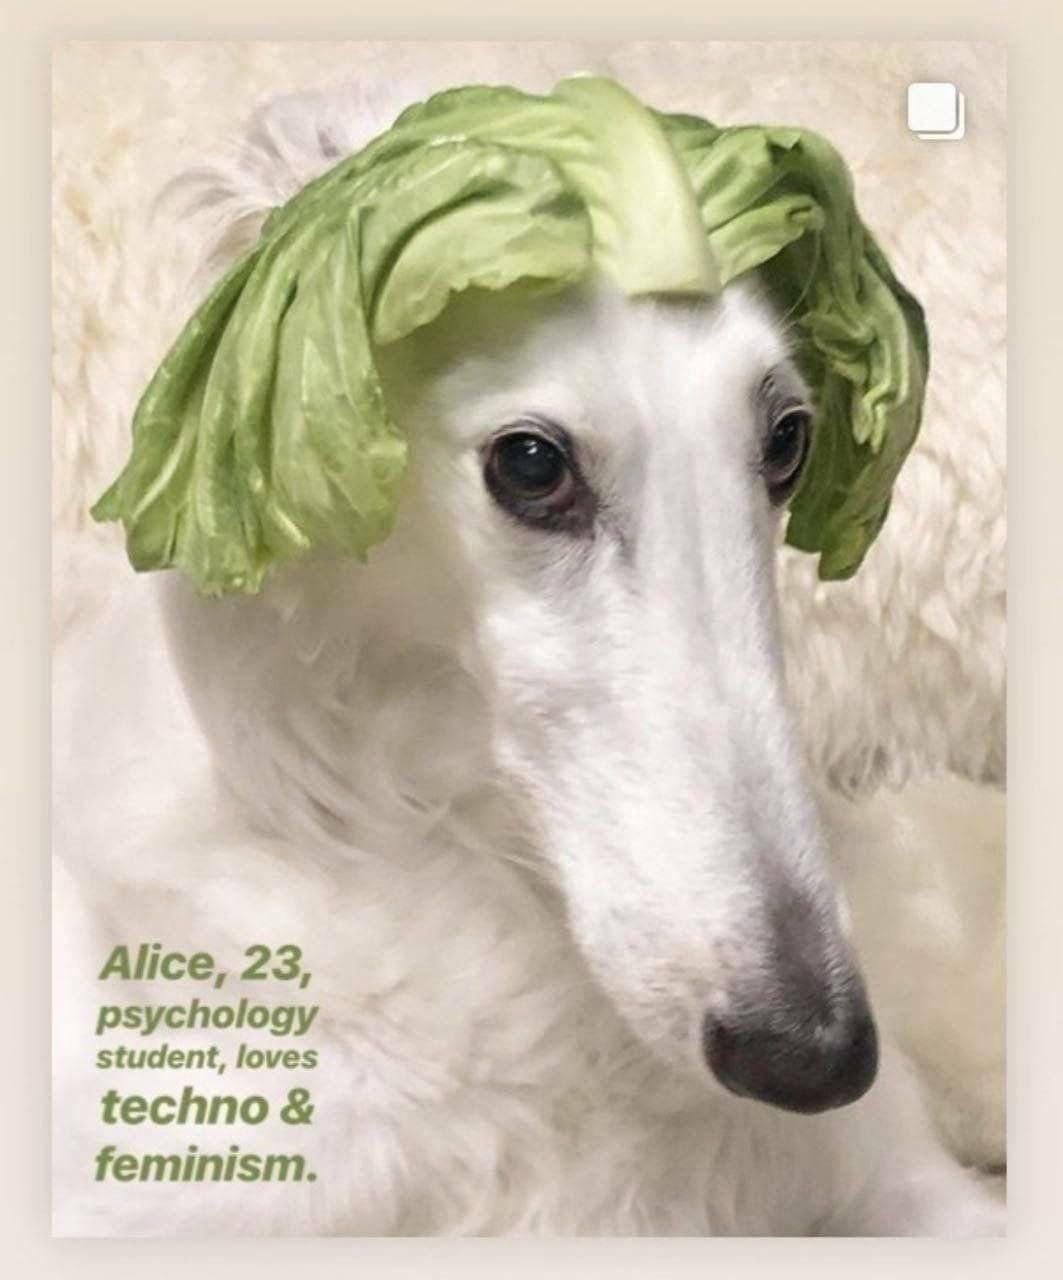 Alice, 23,
psychology
student, loves
techno &
feminism.